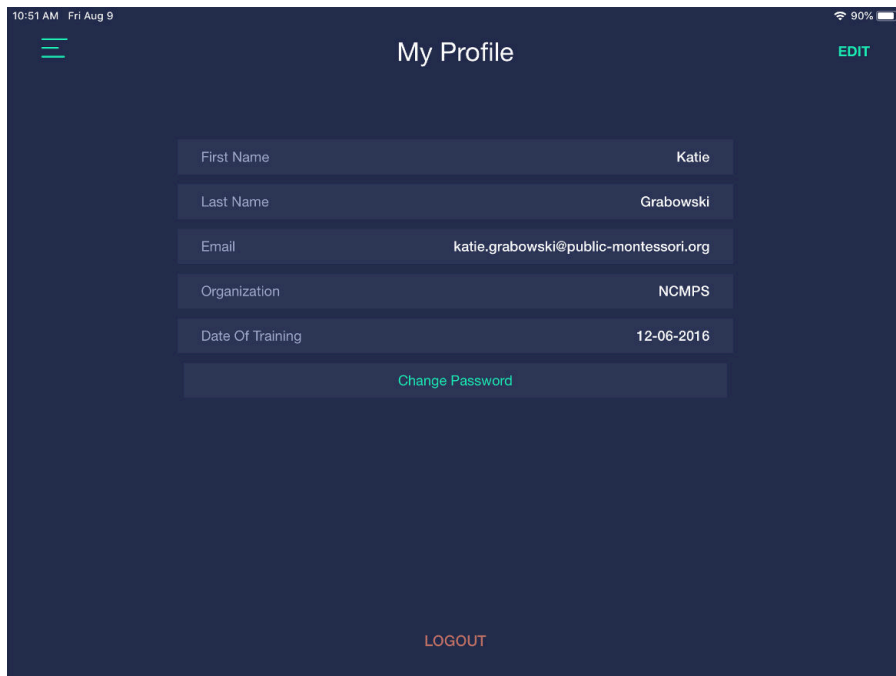 10:51 AM Fri Aug 9 90%
My Profile EDIT
First Name Katie
Last Name Grabowski
Email katie.grabowski@public-montessori.org
Organization NCMPS
Date Of Training 12-06-2016
Change Password
LOGOUT